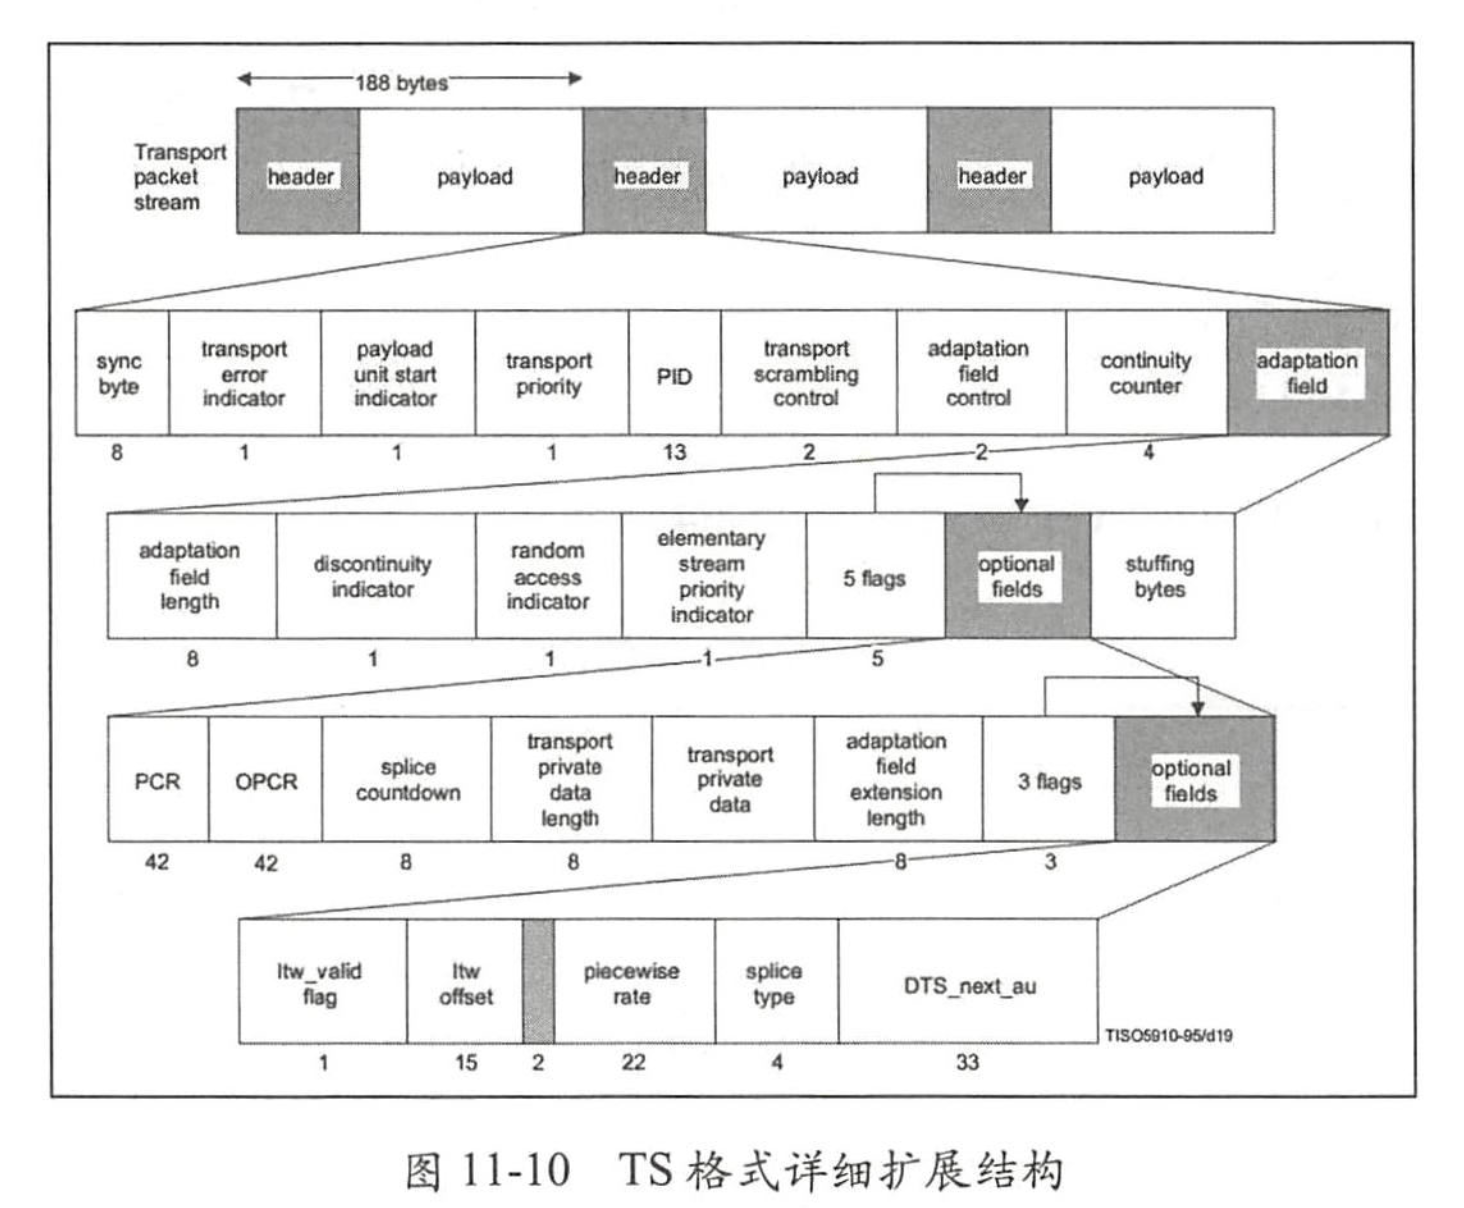 188 bytes
Transport
packet
stream
header
payload
header
payload
header
payload
sync
byte
transport
error
indicator
payload
unit start
indicator
transport
priority
PID
transport
scrambling
control
adaptation
field
control
continuity
counter
adaptation
field
8
1
1
1
13
2
2
4
adaptation
field
length
discontinuity
indicator
random
access
indicator
elementary
stream
priority
indicator
5 flags
optional
fields
stuffing
bytes
8
1
1
1
5
PCR
OPCR
splice
countdown
transport
private
data
length
transport
private
data
adaptation
field
extension
length
3 flags
optional
fields
42
42
8
8
8
3
ltw_valid
flag
ltw
offset
piecewise
rate
splice
type
DTS_next_au
TISO5910-95/d19
1
15
2
22
4
33
图 11-10 TS 格式详细扩展结构